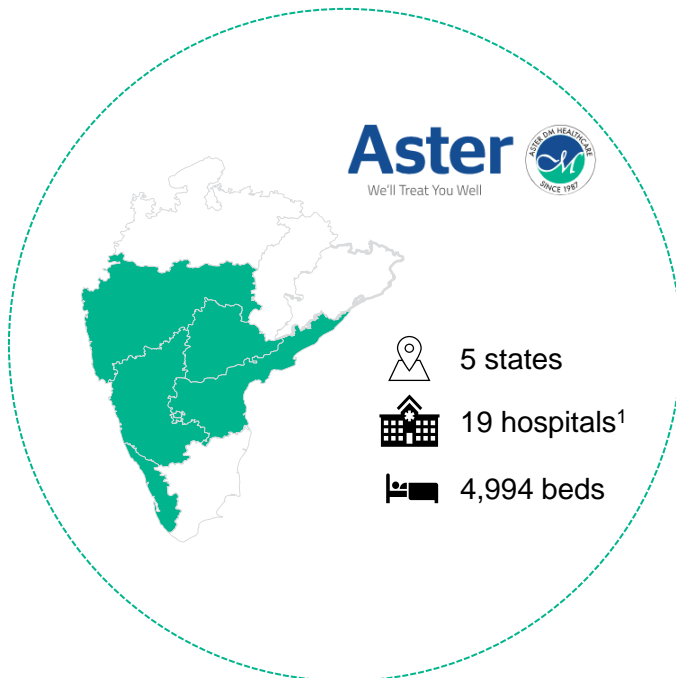 Aster
We'll Treat You Well
ASTER DM HEALTHCARE
SINCE 1987
5 states
19 hospitals¹
4,994 beds